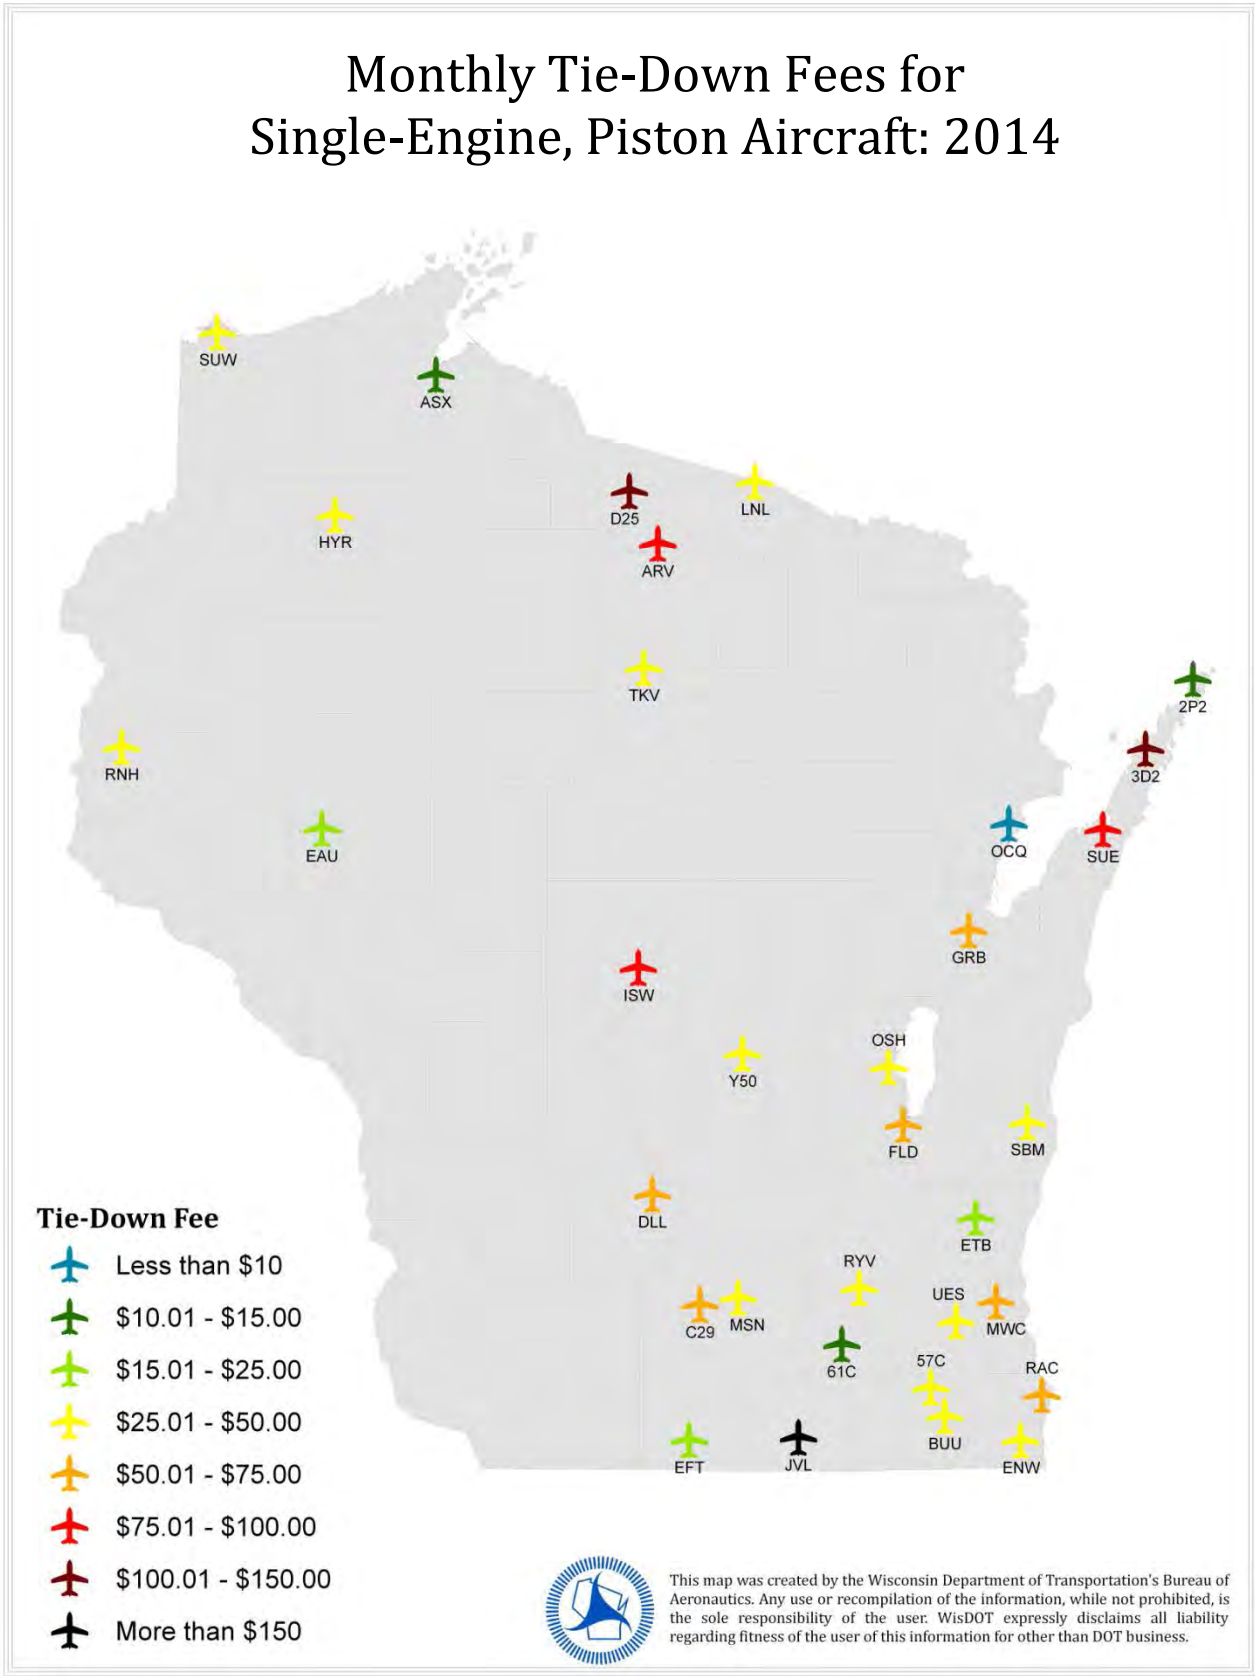 Monthly Tie-Down Fees for
Single-Engine, Piston Aircraft: 2014
SUW
ASX
D25
LNL
HYR
ARV
TKV
2P2
RNH
3D2
EAU
OCQ
SUE
GRB
ISW
OSH
Y50
FLD
SBM
DLL
ETB
RYV
UES
C29
MSN
MWC
57C
61C
RAC
BUU
EFT
JVL
ENW
Tie-Down Fee
Less than $10
$10.01 - $15.00
$15.01 - $25.00
$25.01 - $50.00
$50.01 - $75.00
$75.01 - $100.00
$100.01 - $150.00
More than $150
This map was created by the Wisconsin Department of Transportation's Bureau of
Aeronautics. Any use or recompilation of the information, while not prohibited, is
the sole responsibility of the user. WisDOT expressly disclaims all liability
regarding fitness of the user of this information for other than DOT business.